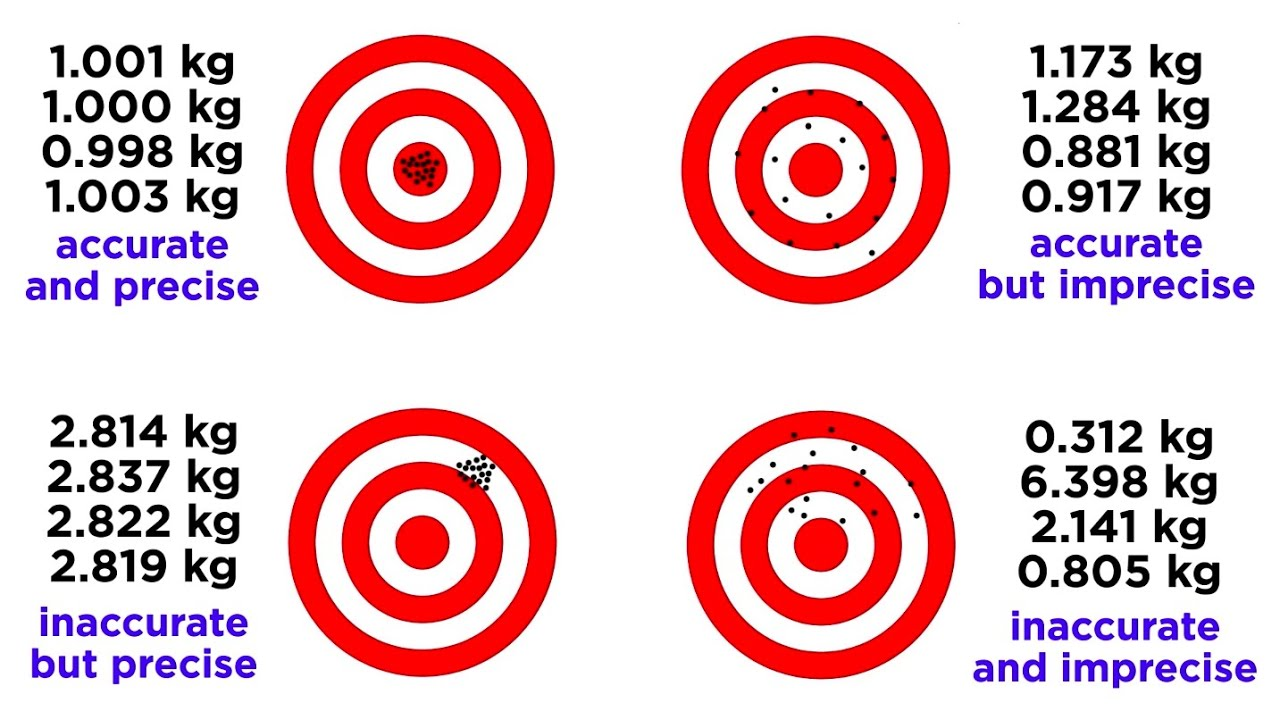 1.001 kg
1.000 kg
0.998 kg
1.003 kg
accurate
and precise
1.173 kg
1.284 kg
0.881 kg
0.917 kg
accurate
but imprecise
2.814 kg
2.837 kg
2.822 kg
2.819 kg
inaccurate
but precise
0.312 kg
6.398 kg
2.141 kg
0.805 kg
inaccurate
and imprecise